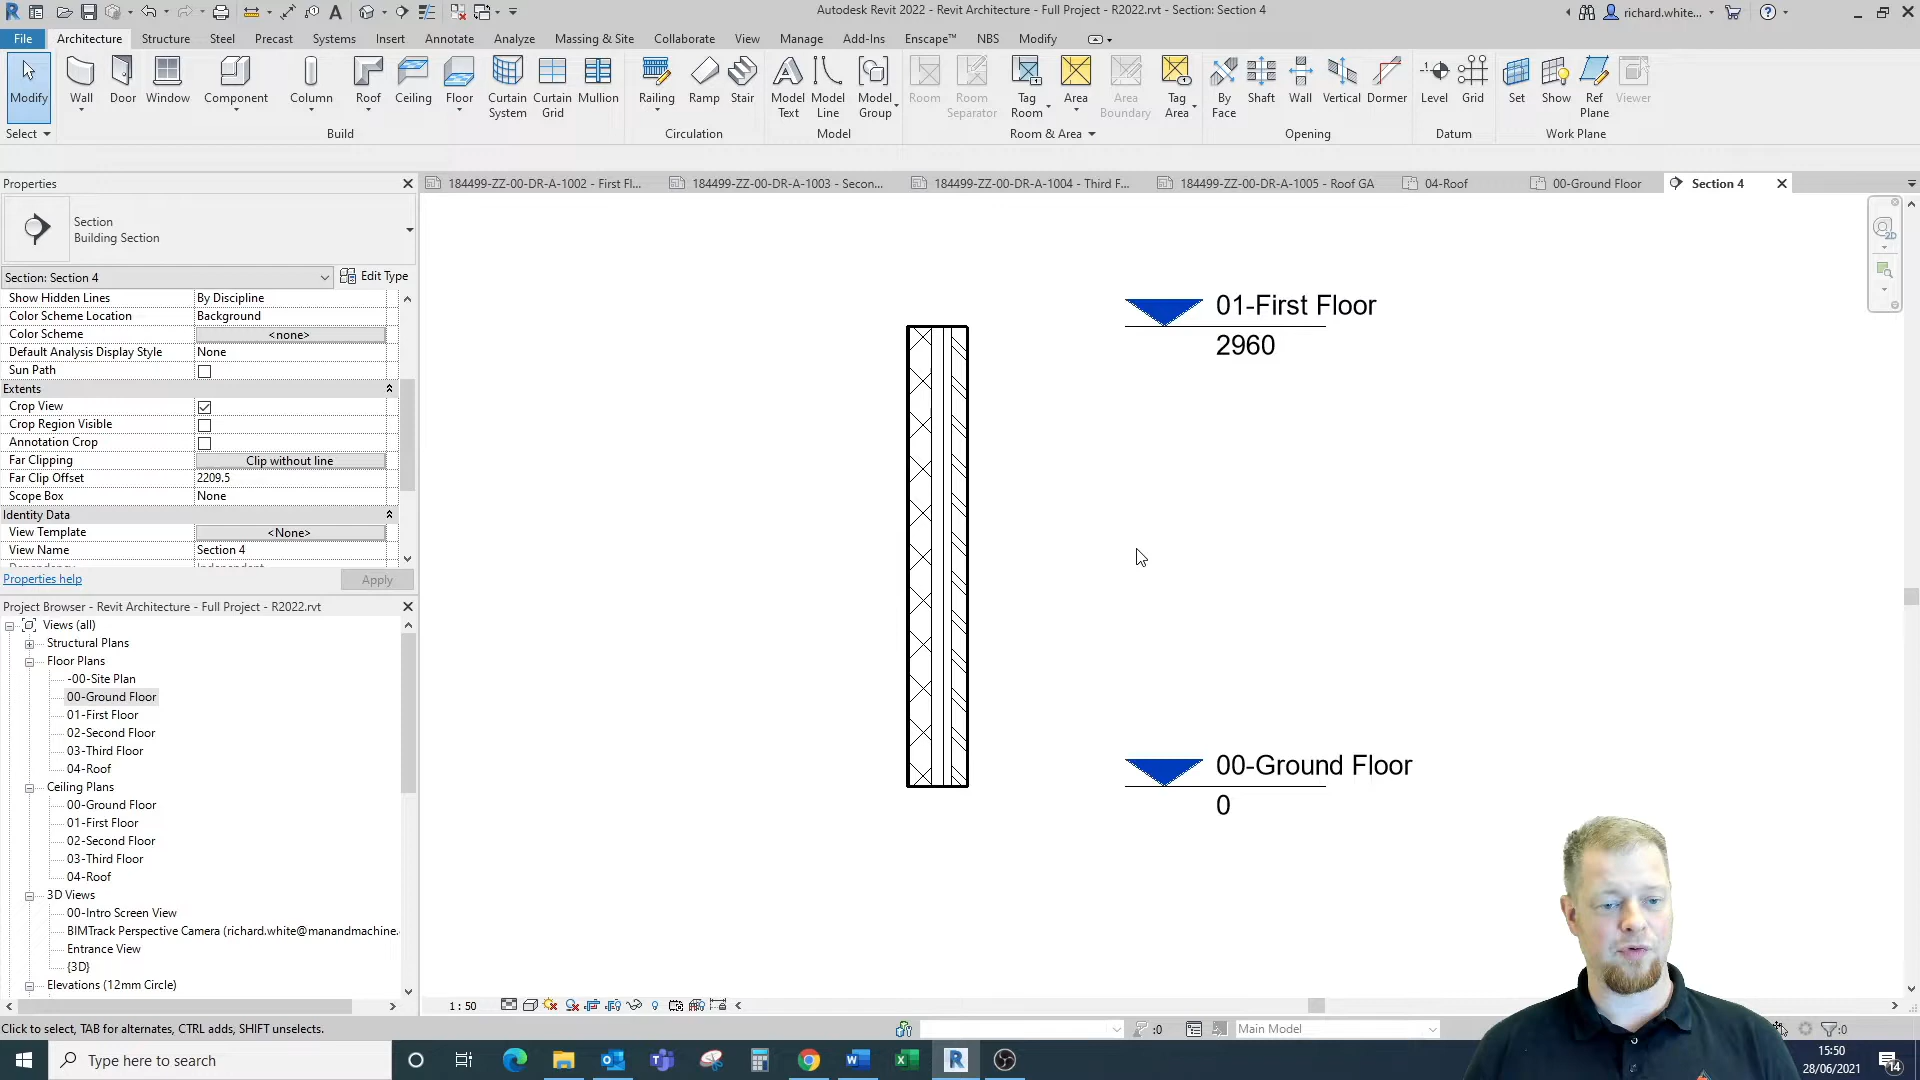 Autodesk Revit 2022 - Revit Architecture - Full Project - R2022.rvt - Section: Section 4
richard.white...
File Architecture Structure Steel Precast Systems Insert Annotate Analyze Massing & Site Collaborate View Manage Add-Ins Enscape™ NBS Modify
Modify Wall Door Window Component Column Roof Ceiling Floor Curtain System Curtain Grid Mullion Railing Ramp Stair Model Text Model Line Model Group Room Room Separator Tag Room Area Area Boundary Tag Area By Face Shaft Wall Vertical Dormer Level Grid Set Show Ref Plane Viewer
Select Build Circulation Model Room & Area Opening Datum Work Plane
Properties
184499-ZZ-00-DR-A-1002 - First Fl... 184499-ZZ-00-DR-A-1003 - Secon... 184499-ZZ-00-DR-A-1004 - Third F... 184499-ZZ-00-DR-A-1005 - Roof GA 04-Roof 00-Ground Floor Section 4
Section
Building Section
Section: Section 4 Edit Type
Show Hidden Lines By Discipline
Color Scheme Location Background
Color Scheme <none>
Default Analysis Display Style None
Sun Path
Extents
Crop View
Crop Region Visible
Annotation Crop
Far Clipping Clip without line
Far Clip Offset 2209.5
Scope Box None
Identity Data
View Template <None>
View Name Section 4
Dependency Independent
Properties help Apply
01-First Floor
2960
00-Ground Floor
0
Project Browser - Revit Architecture - Full Project - R2022.rvt
Views (all)
Structural Plans
Floor Plans
-00-Site Plan
00-Ground Floor
01-First Floor
02-Second Floor
03-Third Floor
04-Roof
Ceiling Plans
00-Ground Floor
01-First Floor
02-Second Floor
03-Third Floor
04-Roof
3D Views
00-Intro Screen View
BIMTrack Perspective Camera (richard.white@manandmachine.
Entrance View
{3D}
Elevations (12mm Circle)
1 : 50
Click to select, TAB for alternates, CTRL adds, SHIFT unselects.
:0
Main Model
:0
Type here to search
15:50
28/06/2021
14